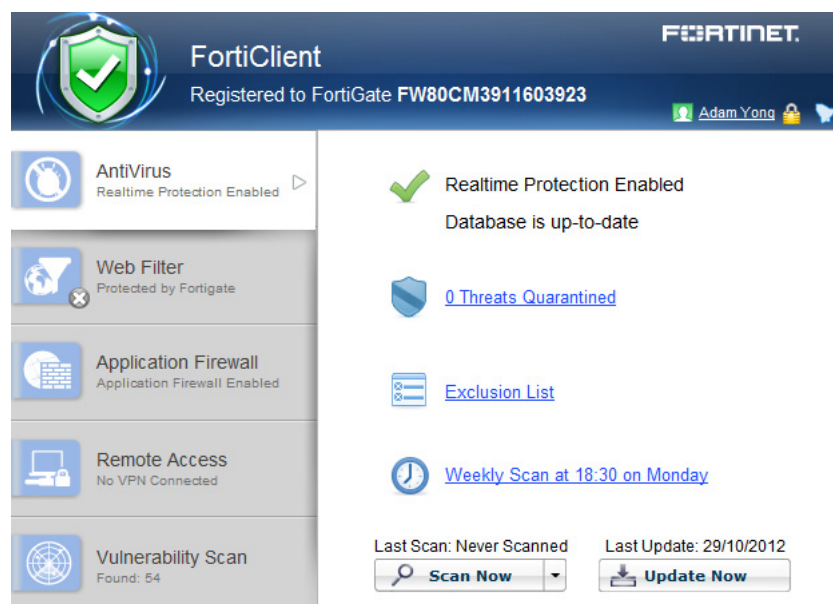 FortiClient
FORTINET.
Registered to FortiGate FW80CM3911603923
Adam Yong
AntiVirus
Realtime Protection Enabled
Web Filter
Protected by Fortigate
Application Firewall
Application Firewall Enabled
Remote Access
No VPN Connected
Vulnerability Scan
Found: 54
Realtime Protection Enabled
Database is up-to-date
0 Threats Quarantined
Exclusion List
Weekly Scan at 18:30 on Monday
Last Scan: Never Scanned
Last Update: 29/10/2012
Scan Now
Update Now